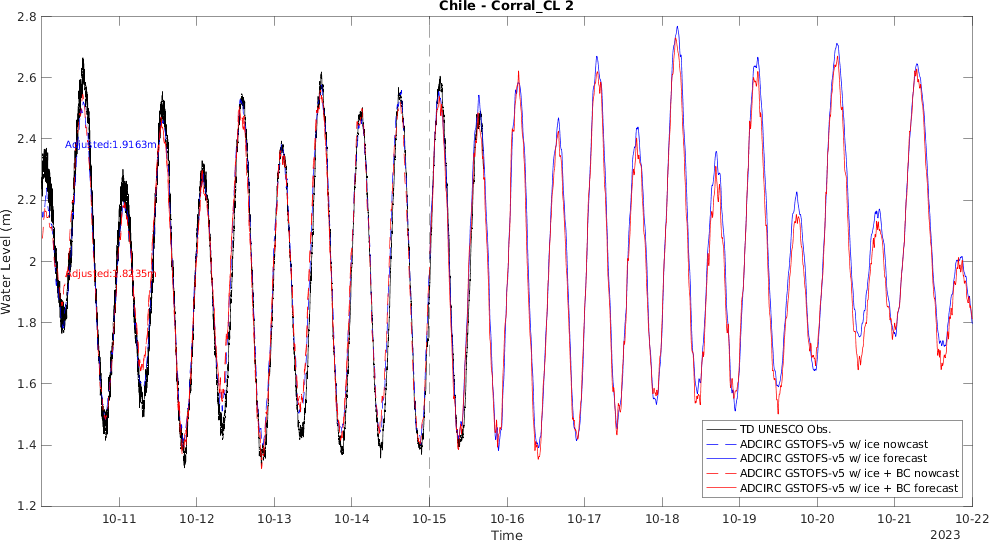 Chile - Corral_CL 2
Water Level (m)
2.8
2.6
2.4
2.2
2
1.8
1.6
1.4
1.2
Adjusted:1.9163m
Adjusted:1.8235m
TD UNESCO Obs.
ADCIRC GSTOFS-v5 w/ ice nowcast
ADCIRC GSTOFS-v5 w/ ice forecast
ADCIRC GSTOFS-v5 w/ ice + BC nowcast
ADCIRC GSTOFS-v5 w/ ice + BC forecast
10-11 10-12 10-13 10-14 10-15 10-16 10-17 10-18 10-19 10-20 10-21 10-22
Time
2023